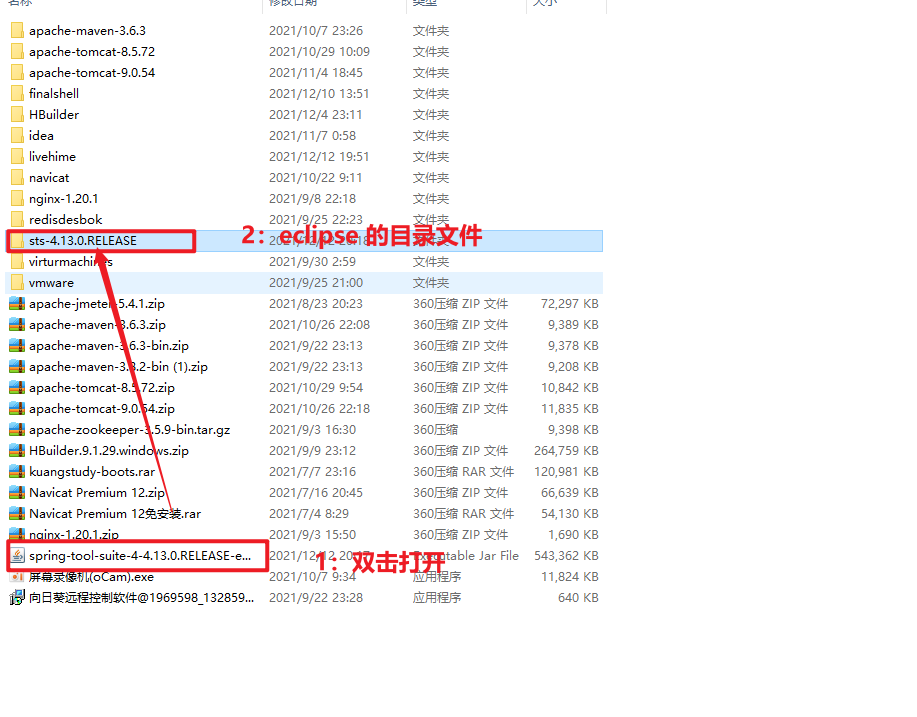 名称 修改日期 类型 大小
apache-maven-3.6.3 2021/10/7 23:26 文件夹
apache-tomcat-8.5.72 2021/10/29 10:09 文件夹
apache-tomcat-9.0.54 2021/11/4 18:45 文件夹
finalshell 2021/12/10 13:51 文件夹
HBuilder 2021/12/4 23:11 文件夹
idea 2021/11/7 0:58 文件夹
livehime 2021/12/12 19:51 文件夹
navicat 2021/10/22 9:11 文件夹
nginx-1.20.1 2021/9/8 22:18 文件夹
redisdesbok 2021/9/25 22:23 文件夹
sts-4.13.0.RELEASE 2：eclipse 的目录文件
virturmachines 2021/9/30 2:59 文件夹
vmware 2021/9/25 21:00 文件夹
apache-jmeter-5.4.1.zip 2021/8/23 20:23 360压缩 ZIP 文件 72,297 KB
apache-maven-3.6.3.zip 2021/10/26 22:08 360压缩 ZIP 文件 9,389 KB
apache-maven-3.6.3-bin.zip 2021/9/22 23:13 360压缩 ZIP 文件 9,378 KB
apache-maven-3.8.2-bin (1).zip 2021/9/22 23:13 360压缩 ZIP 文件 9,208 KB
apache-tomcat-8.5.72.zip 2021/10/29 9:54 360压缩 ZIP 文件 10,842 KB
apache-tomcat-9.0.54.zip 2021/10/26 22:18 360压缩 ZIP 文件 11,835 KB
apache-zookeeper-3.5.9-bin.tar.gz 2021/9/3 16:30 360压缩 9,398 KB
HBuilder.9.1.29.windows.zip 2021/9/9 23:12 360压缩 ZIP 文件 264,759 KB
kuangstudy-boots.rar 2021/7/7 23:16 360压缩 RAR 文件 120,981 KB
Navicat Premium 12.zip 2021/7/16 20:45 360压缩 ZIP 文件 66,639 KB
Navicat Premium 12免安装.rar 2021/7/4 8:29 360压缩 RAR 文件 54,130 KB
nginx-1.20.1.zip 2021/9/3 15:50 360压缩 ZIP 文件 1,690 KB
spring-tool-suite-4-4.13.0.RELEASE-e... 2021/12/12 1：双击打开 Executable Jar File 543,362 KB
屏幕录像机(oCam).exe 2021/10/7 9:34 应用程序 11,824 KB
向日葵远程控制软件@1969598_132859... 2021/9/22 23:28 应用程序 640 KB